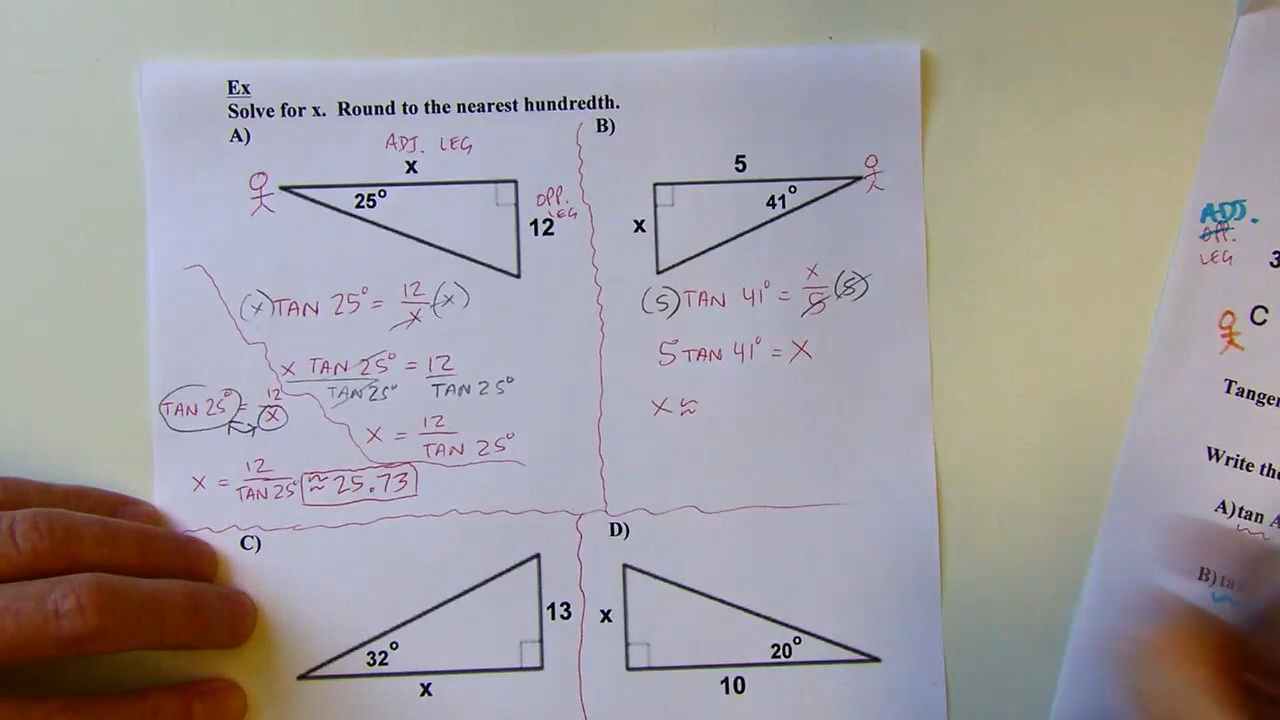 Ex
Solve for x. Round to the nearest hundredth.
A)
ADJ. LEG
x
25°
OPP.
LEG
12
(x) TAN 25° = 12/x (x)
x TAN 25° / TAN 25° = 12 / TAN 25°
TAN 25° = 12/x
x = 12 / TAN 25°
x = 12 / TAN 25° ≈ 25.73
B)
5
41°
x
(5) TAN 41° = x/5 (5)
5 TAN 41° = x
x ≈
C)
13
32°
x
D)
x
20°
10
ADJ.
OPP.
LEG
3
C
Write the
A) tan A
B)